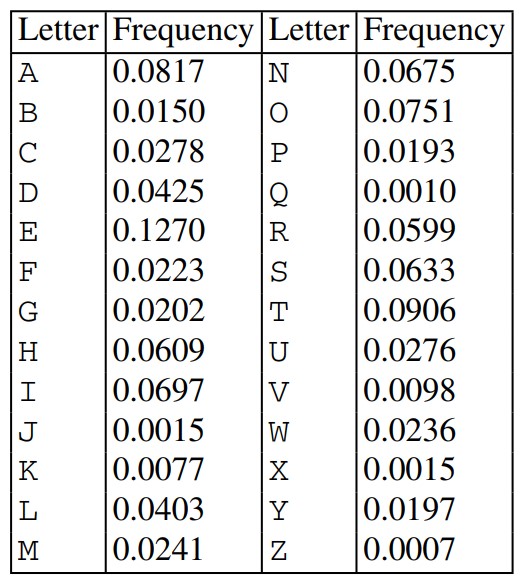 Letter Frequency Letter Frequency
A 0.0817 N 0.0675
B 0.0150 O 0.0751
C 0.0278 P 0.0193
D 0.0425 Q 0.0010
E 0.1270 R 0.0599
F 0.0223 S 0.0633
G 0.0202 T 0.0906
H 0.0609 U 0.0276
I 0.0697 V 0.0098
J 0.0015 W 0.0236
K 0.0077 X 0.0015
L 0.0403 Y 0.0197
M 0.0241 Z 0.0007